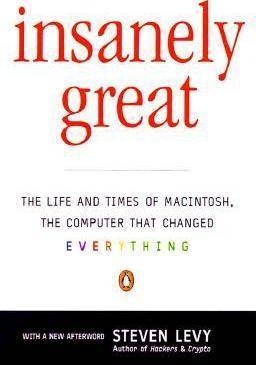 insanely
great
THE LIFE AND TIMES OF MACINTOSH,
THE COMPUTER THAT CHANGED
EVERYTHING
WITH A NEW AFTERWORD STEVEN LEVY
Author of Hackers & Crypto